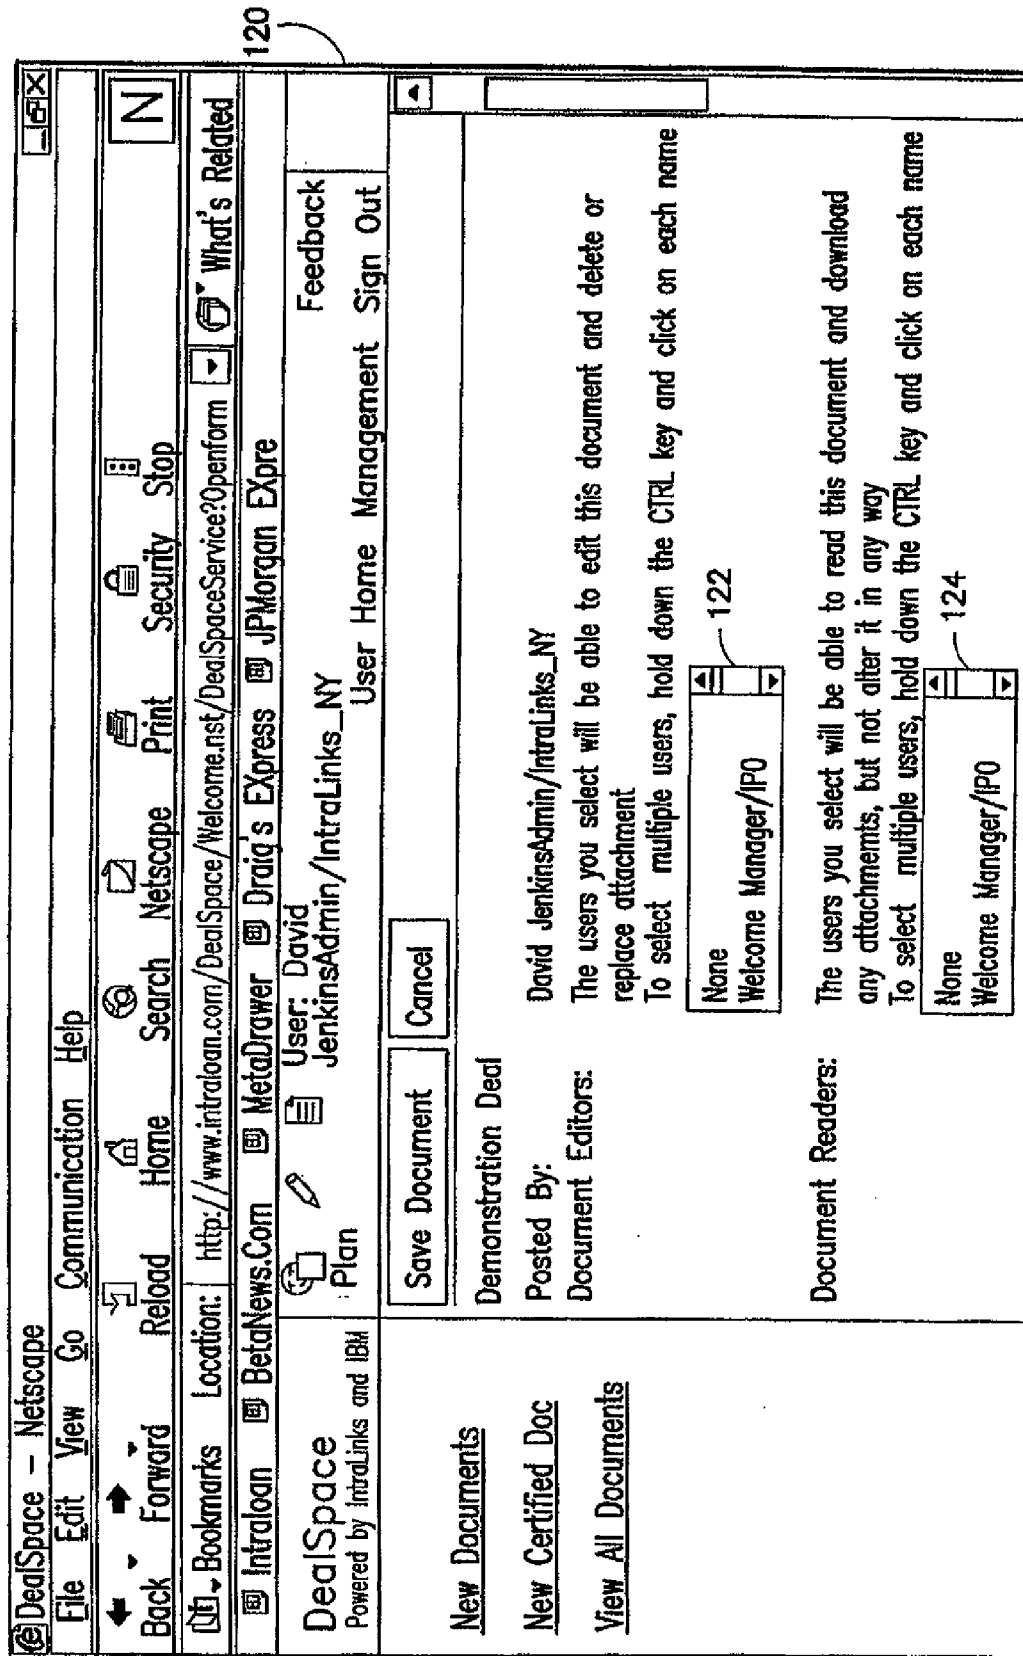 DealSpace – Netscape
File Edit View Go Communication Help
Back Forward Reload Home Search Netscape Print Security Stop
N
Bookmarks Location: http://www.intraloan.com/DealSpace/Welcome.nst/DealSpaceService?Openform What's Related
Intraloan BetaNews.Com MetaDrawer Draig's EXpress JPMorgan EXpre
120
DealSpace
Powered by IntraLinks and IBM
Plan
User: David
JenkinsAdmin/IntraLinks_NY
Feedback
User Home Management Sign Out
New Documents
New Certified Doc
View All Documents
Save Document Cancel
Demonstration Deal
Posted By: David JenkinsAdmin/IntraLinks_NY
Document Editors: The users you select will be able to edit this document and delete or
replace attachment
To select multiple users, hold down the CTRL key and click on each name
None
Welcome Manager/IPO
122
Document Readers: The users you select will be able to read this document and download
any attachmemts, but not alter it in any way
To select multiple users, hold down the CTRL key and click on each name
None
Welcome Manager/IPO
124